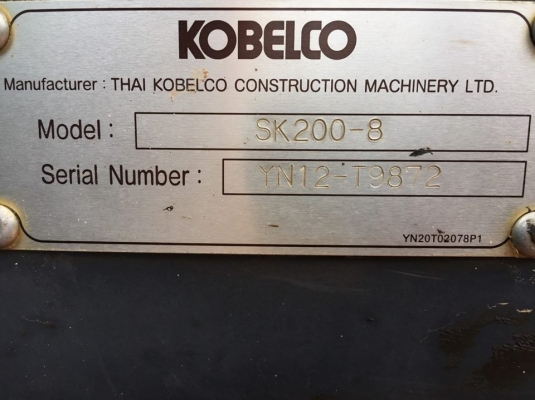 KOBELCO
Manufacturer : THAI KOBELCO CONSTRUCTION MACHINERY LTD.
Model : SK200-8
Serial Number : YN12-T9872
YN20T02078P1